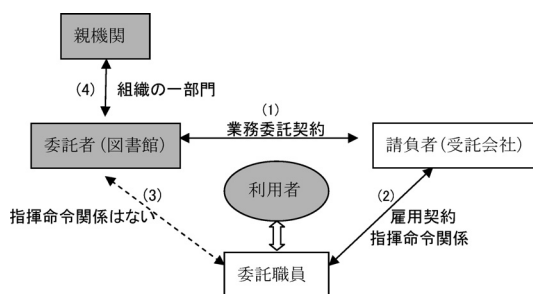 親機関
(4) 組織の一部門
(1)
業務委託契約
委託者(図書館)
請負者(受託会社)
利用者
(3)
指揮命令関係はない
(2)
雇用契約
指揮命令関係
委託職員